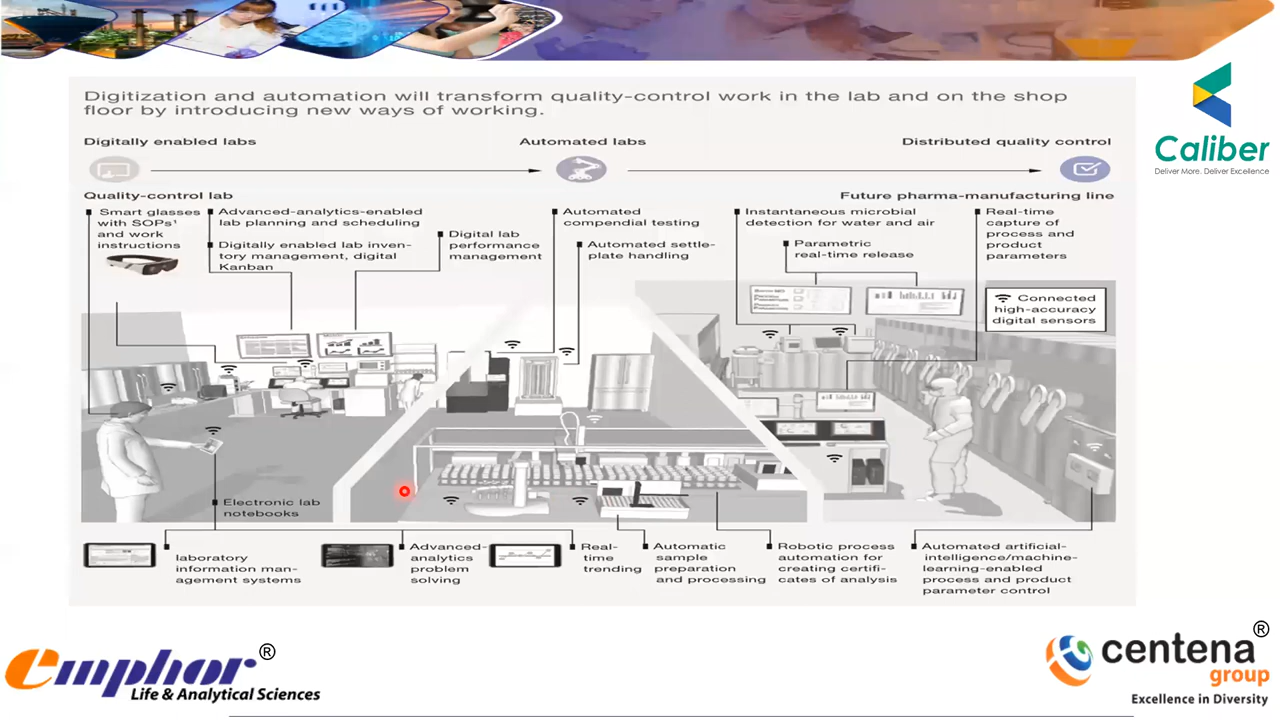 Digitization and automation will transform quality-control work in the lab and on the shop
floor by introducing new ways of working.
Caliber
Deliver More. Deliver Excellence
Digitally enabled labs
Automated labs
Distributed quality control
Quality-control lab
Future pharma-manufacturing line
Smart glasses
with SOPs¹
and work
instructions
Advanced-analytics-enabled
lab planning and scheduling
Digitally enabled lab inven-
tory management, digital
Kanban
Digital lab
performance
management
Automated
compendial testing
Automated settle-
plate handling
Instantaneous microbial
detection for water and air
Parametric
real-time release
Real-time
capture of
process and
product
parameters
Connected
high-accuracy
digital sensors
Electronic lab
notebooks
laboratory
information man-
agement systems
Advanced-
analytics
problem
solving
Real-
time
trending
Automatic
sample
preparation
and processing
Robotic process
automation for
creating certifi-
cates of analysis
Automated artificial-
intelligence/machine-
learning-enabled
process and product
parameter control
Emphor®
Life & Analytical Sciences
centena®
group
Excellence in Diversity